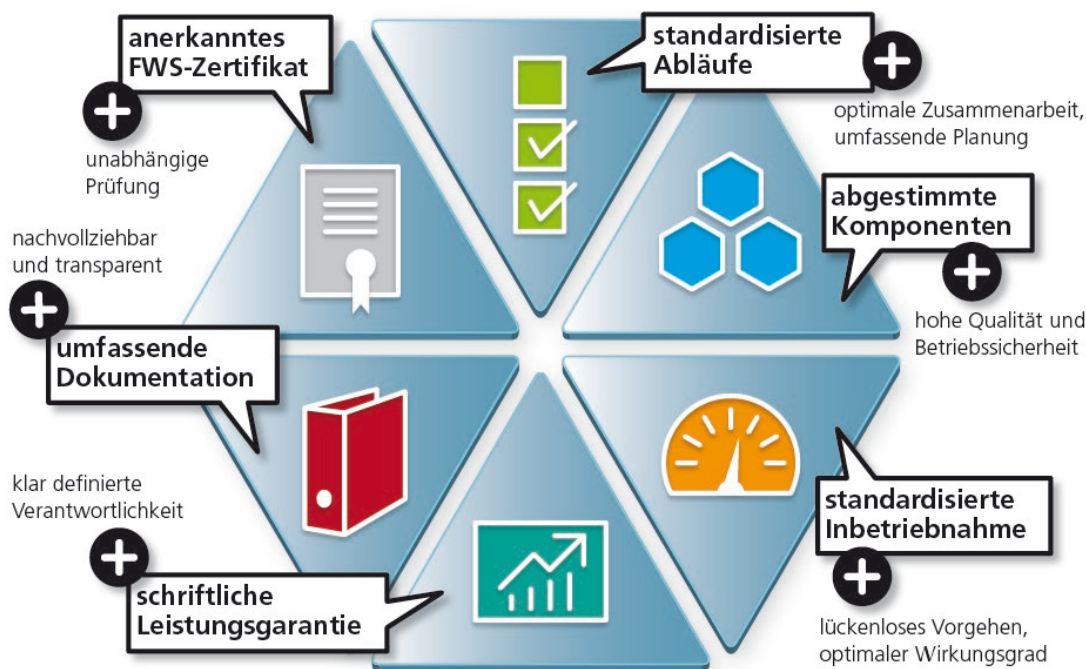 anerkanntes
FWS-Zertifikat
unabhängige
Prüfung
standardisierte
Abläufe
optimale Zusammenarbeit,
umfassende Planung
abgestimmte
Komponenten
hohe Qualität und
Betriebssicherheit
nachvollziehbar
und transparent
umfassende
Dokumentation
klar definierte
Verantwortlichkeit
schriftliche
Leistungsgarantie
standardisierte
Inbetriebnahme
lückenloses Vorgehen,
optimaler Wirkungsgrad